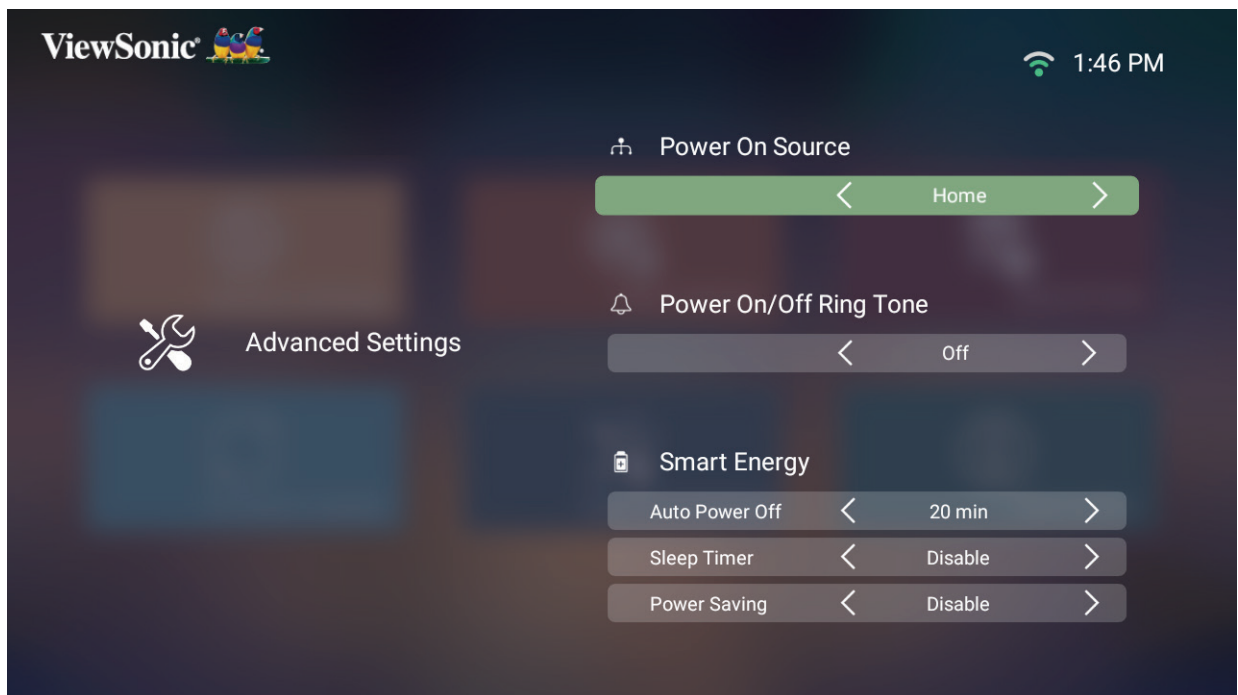 ViewSonic
1:46 PM
Power On Source
Home
Power On/Off Ring Tone
Off
Advanced Settings
Smart Energy
Auto Power Off 20 min
Sleep Timer Disable
Power Saving Disable